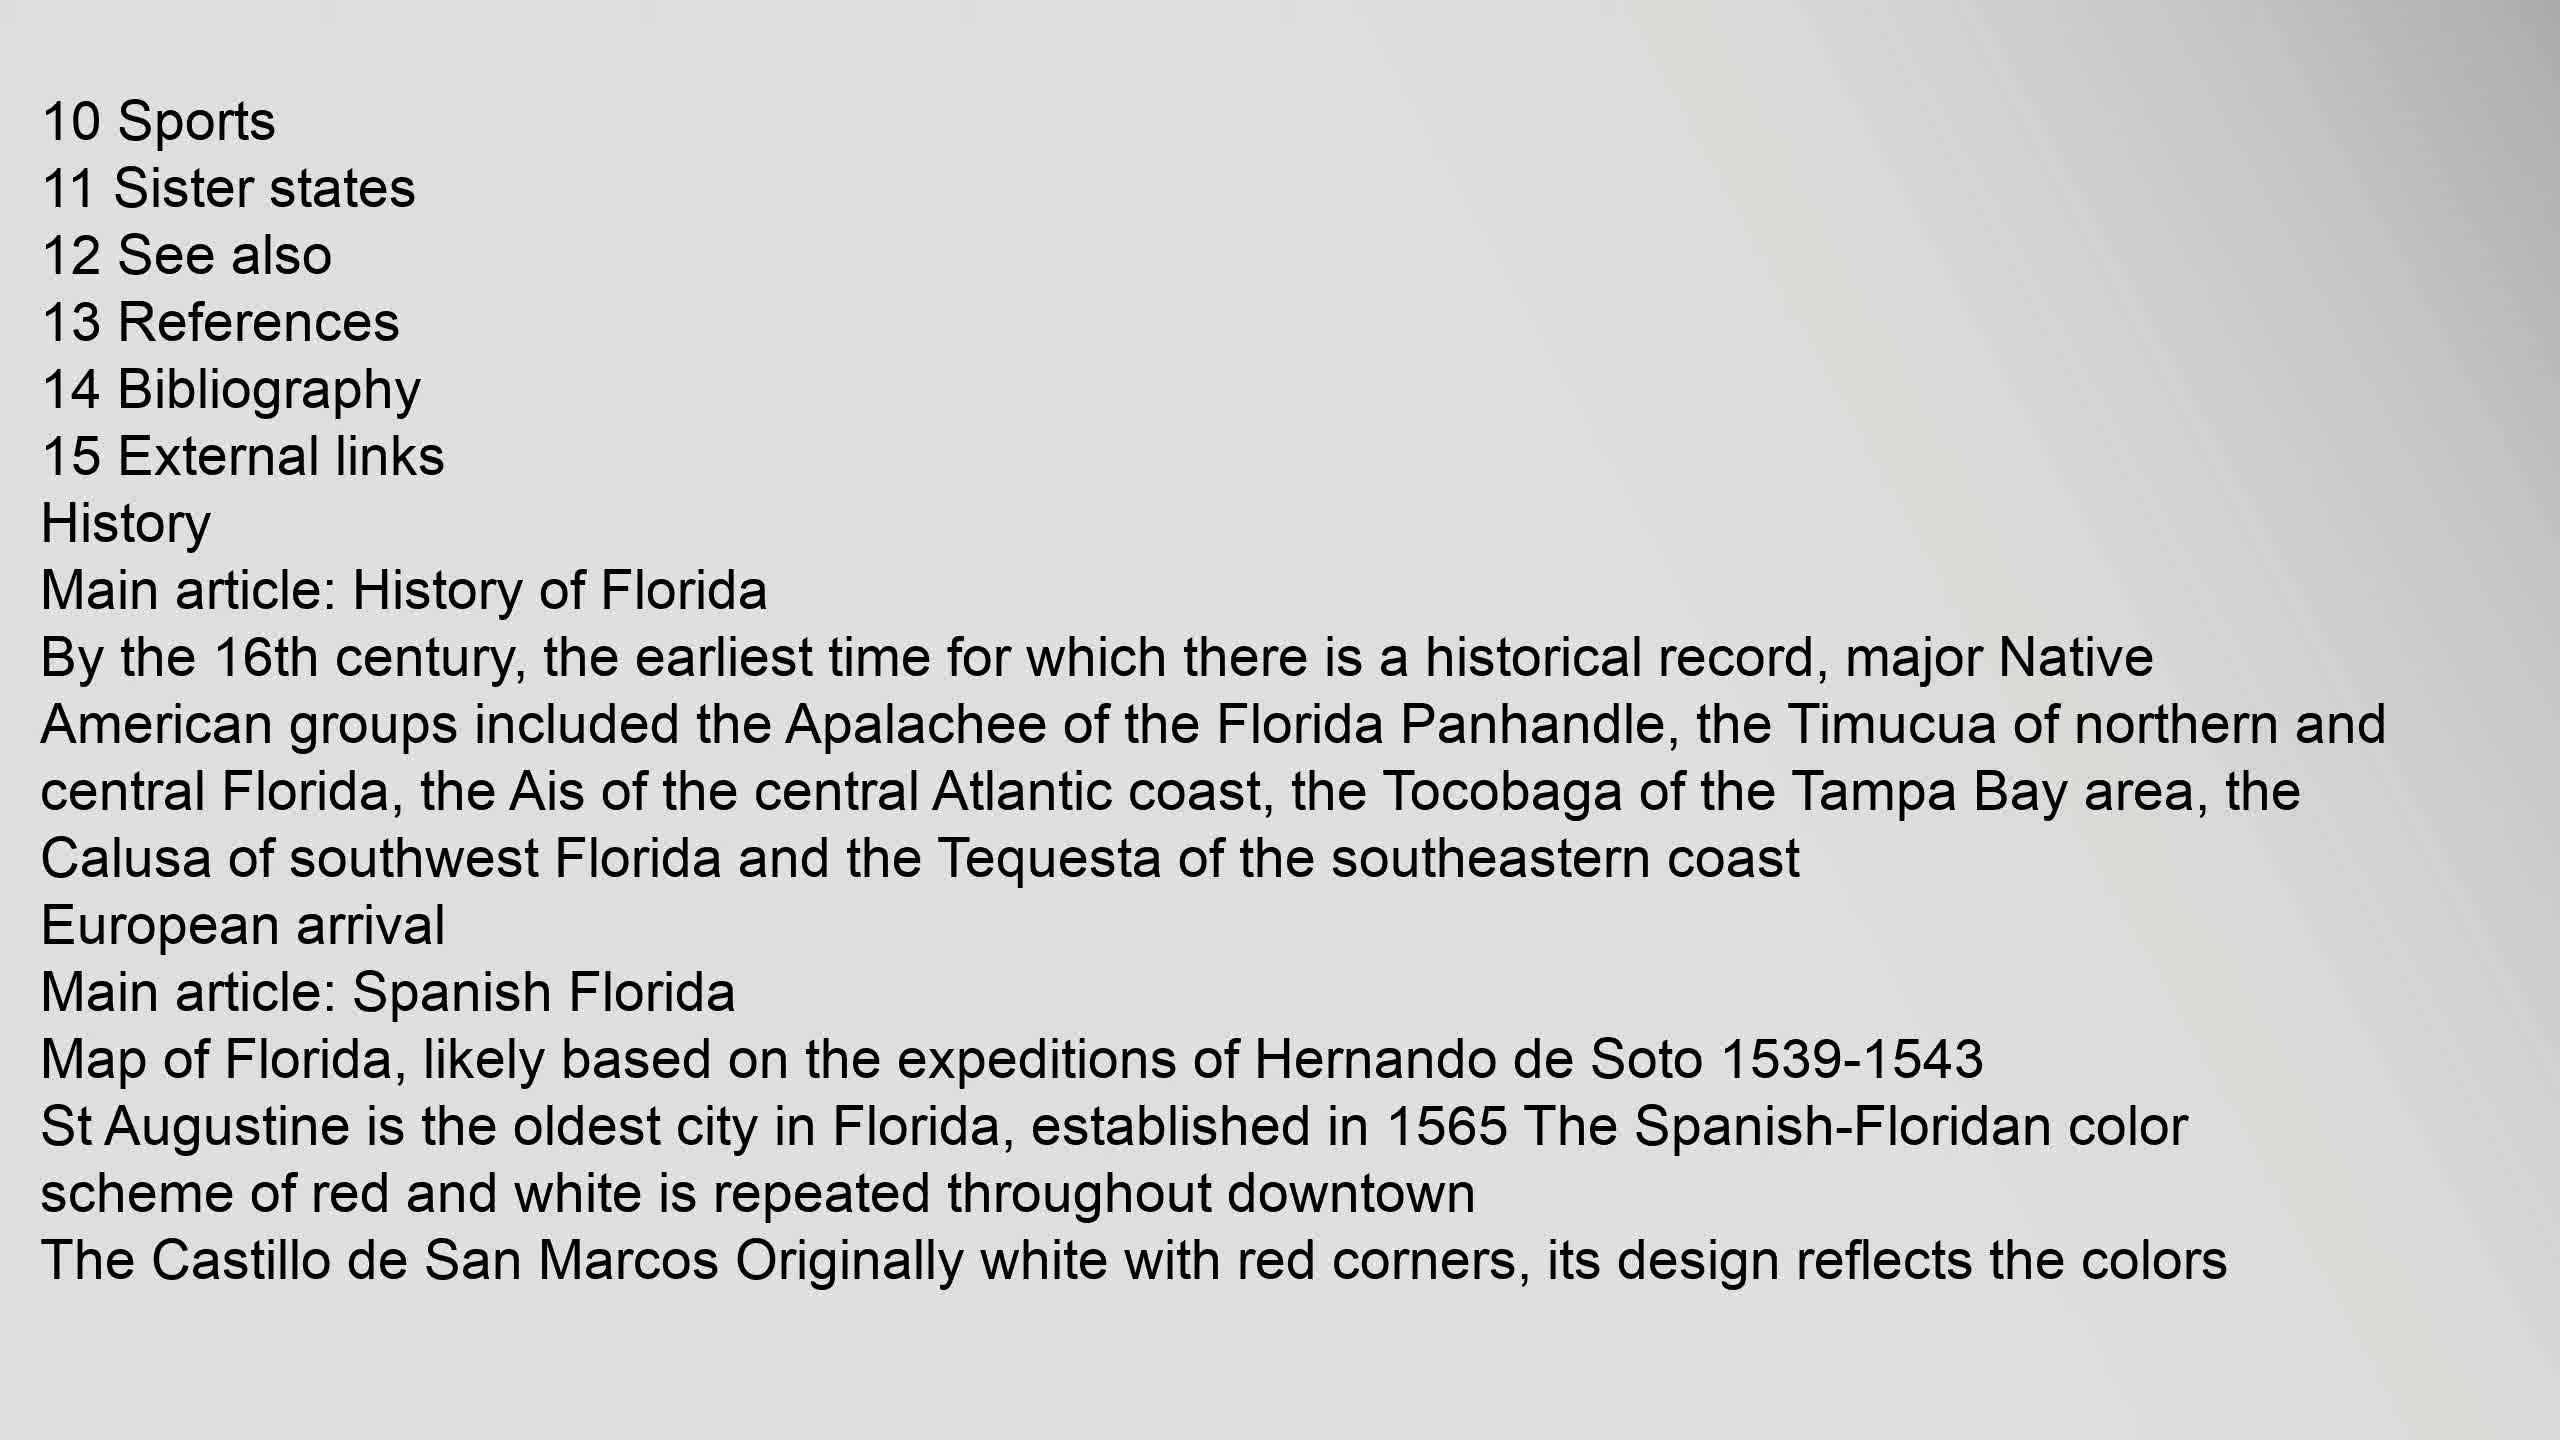 10 Sports
11 Sister states
12 See also
13 References
14 Bibliography
15 External links
History
Main article: History of Florida
By the 16th century, the earliest time for which there is a historical record, major Native
American groups included the Apalachee of the Florida Panhandle, the Timucua of northern and
central Florida, the Ais of the central Atlantic coast, the Tocobaga of the Tampa Bay area, the
Calusa of southwest Florida and the Tequesta of the southeastern coast
European arrival
Main article: Spanish Florida
Map of Florida, likely based on the expeditions of Hernando de Soto 1539-1543
St Augustine is the oldest city in Florida, established in 1565 The Spanish-Floridan color
scheme of red and white is repeated throughout downtown
The Castillo de San Marcos Originally white with red corners, its design reflects the colors